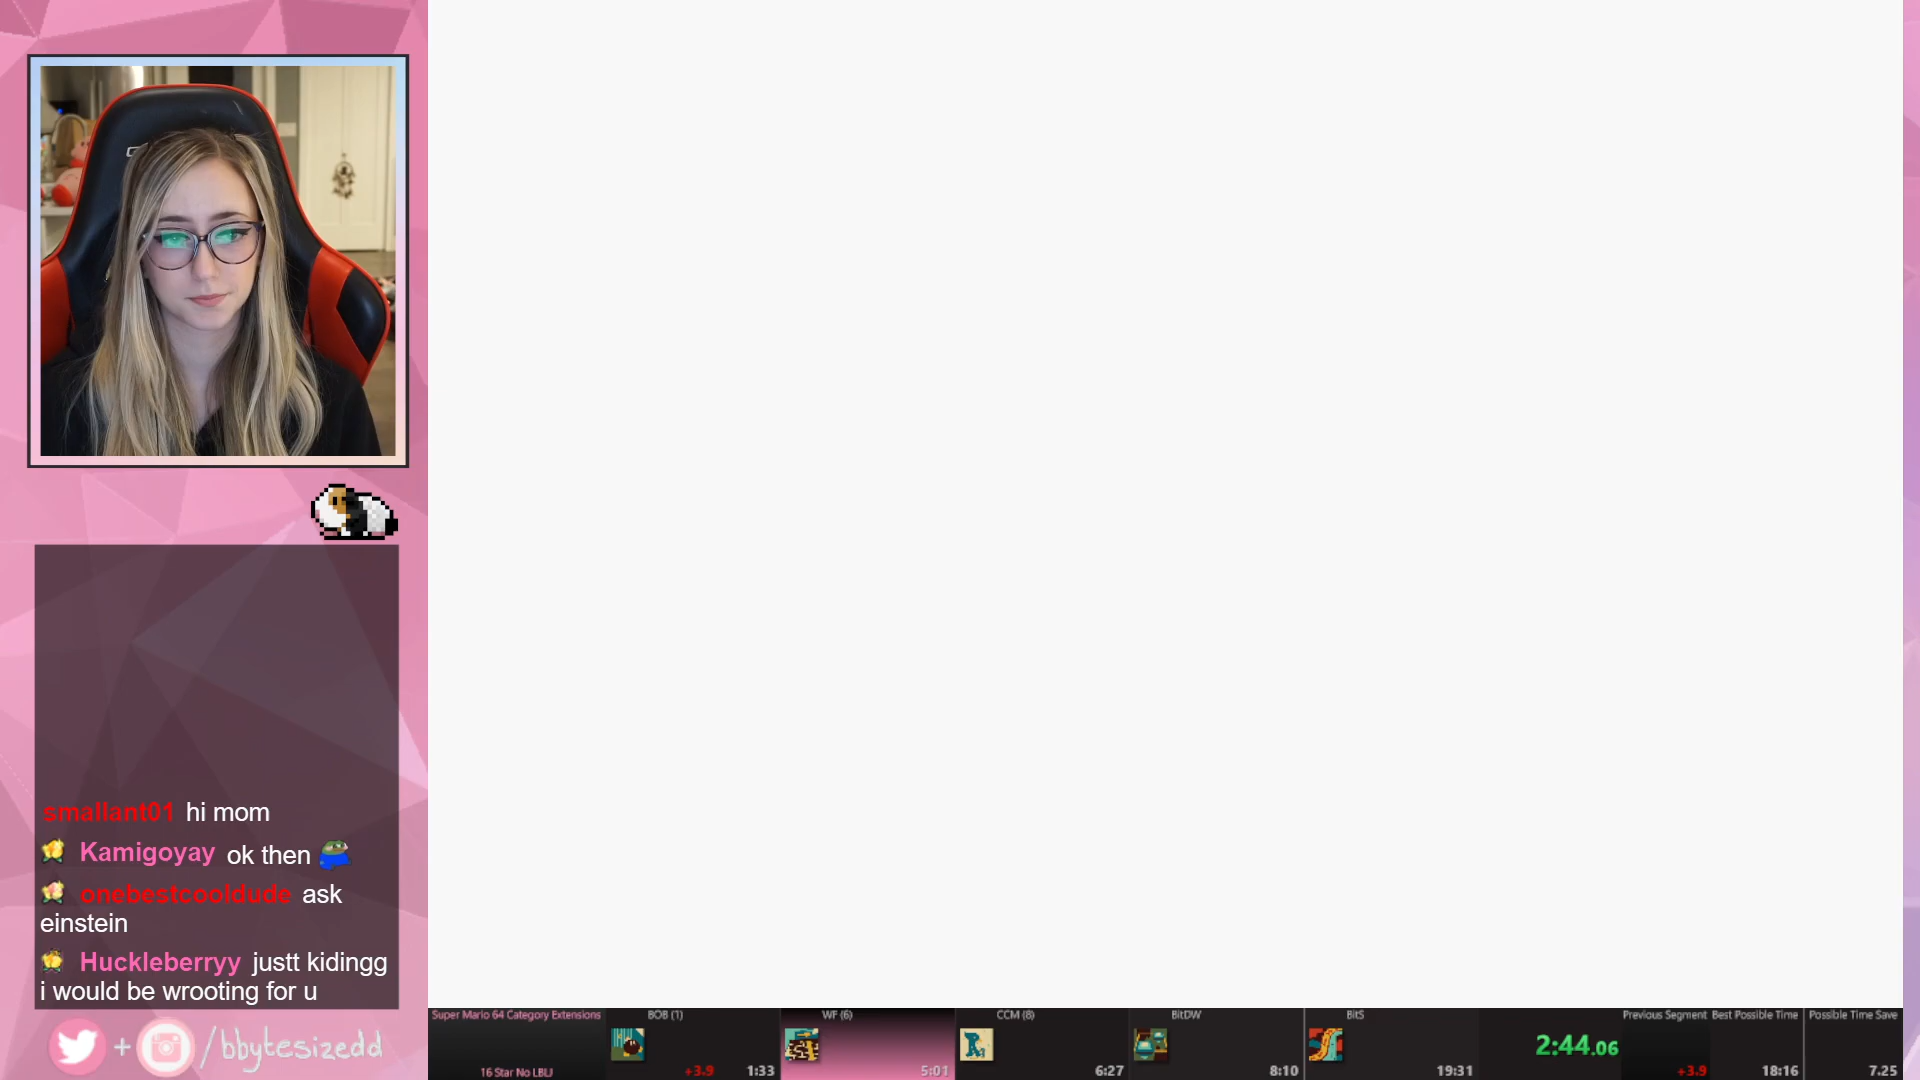 smallant01 hi mom
Kamigoyay ok then
onebestcooldude ask
einstein
Huckleberryy justt kidingg
i would be wrooting for u
+ /bbytesizedd
Super Mario 64 Category Extensions
16 Star No LBLJ
BOB (1)
+3.9 1:33
WF (6)
5:01
CCM (8)
6:27
BitDW
8:10
BitS
19:31
2:44.06
Previous Segment
+3.9
Best Possible Time
18:16
Possible Time Save
7.25